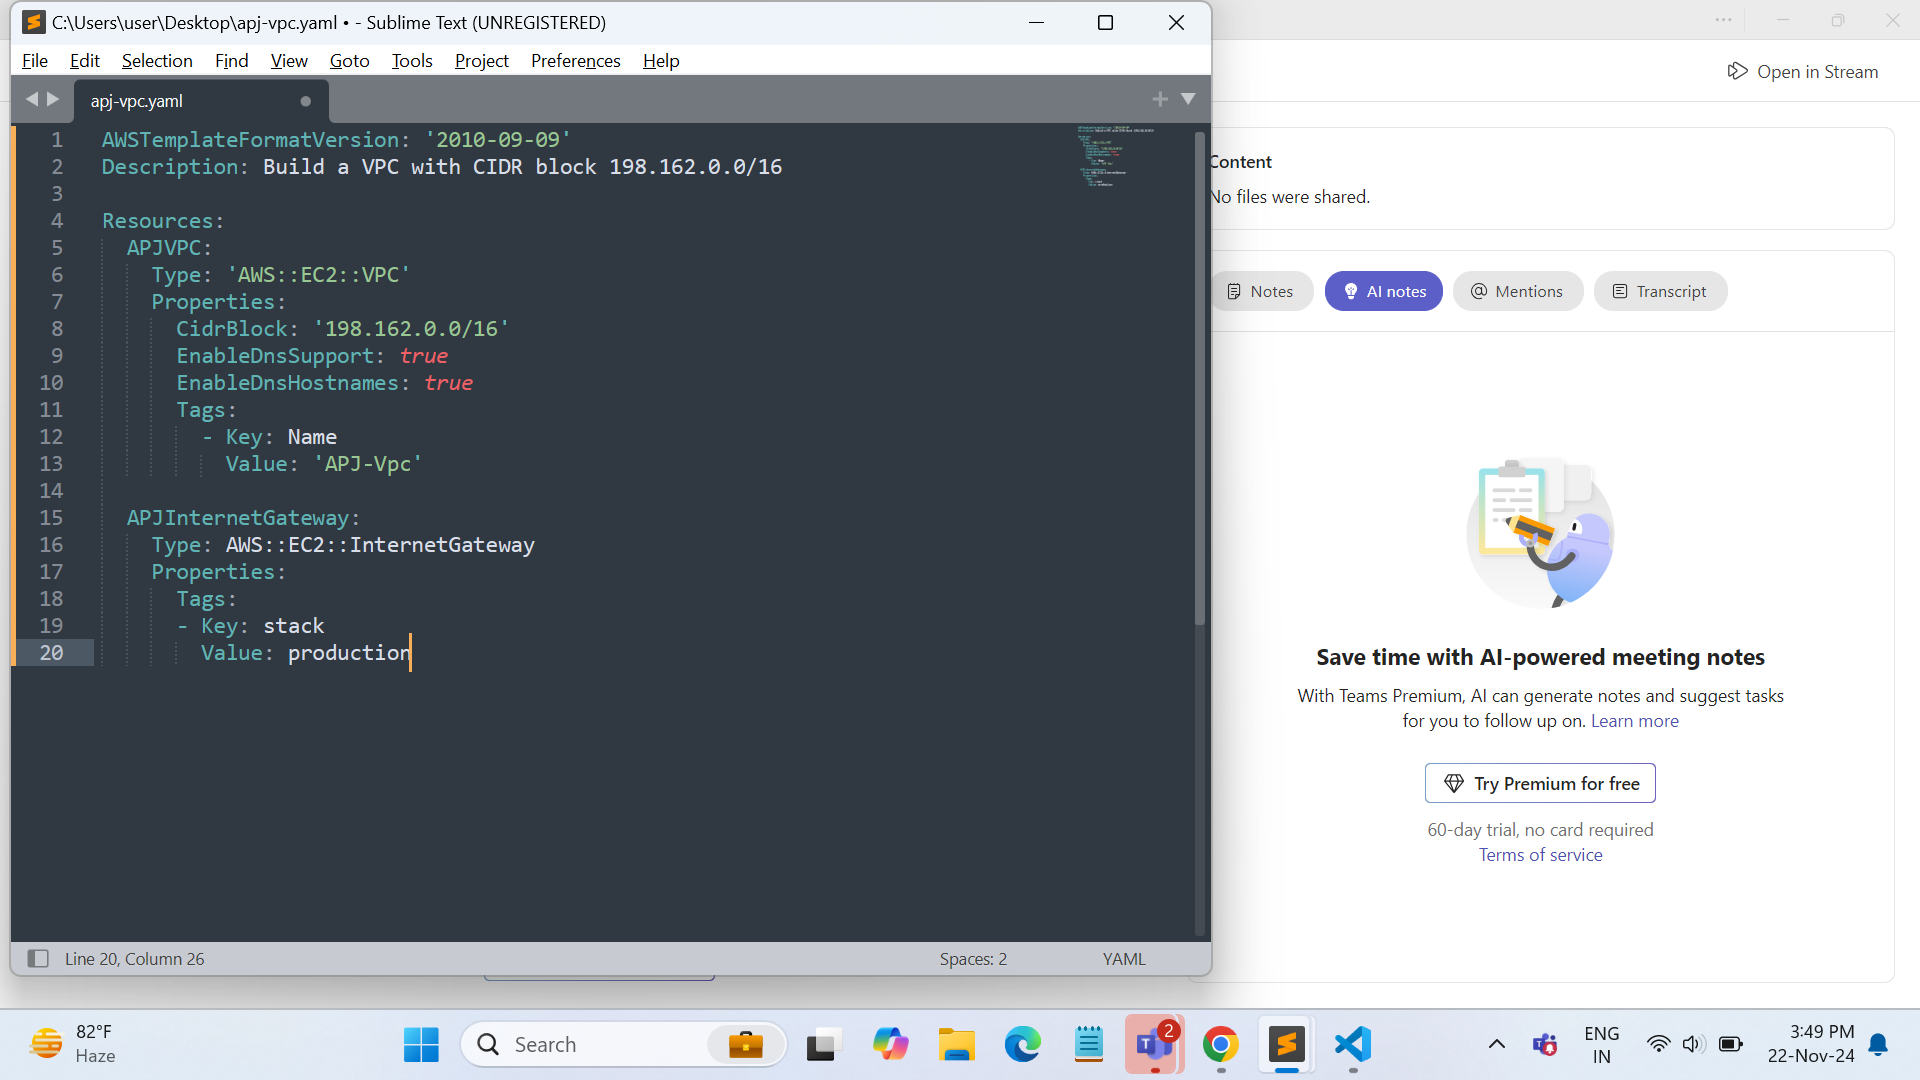 C:\Users\user\Desktop\apj-vpc.yaml • - Sublime Text (UNREGISTERED)
File Edit Selection Find View Goto Tools Project Preferences Help
apj-vpc.yaml
1 AWSTemplateFormatVersion: '2010-09-09'
2 Description: Build a VPC with CIDR block 198.162.0.0/16
3
4 Resources:
5 APJVPC:
6 Type: 'AWS::EC2::VPC'
7 Properties:
8 CidrBlock: '198.162.0.0/16'
9 EnableDnsSupport: true
10 EnableDnsHostnames: true
11 Tags:
12 - Key: Name
13 Value: 'APJ-Vpc'
14
15 APJInternetGateway:
16 Type: AWS::EC2::InternetGateway
17 Properties:
18 Tags:
19 - Key: stack
20 Value: production
Line 20, Column 26
Spaces: 2
YAML
Open in Stream
Content
No files were shared.
Notes
AI notes
Mentions
Transcript
Save time with AI-powered meeting notes
With Teams Premium, AI can generate notes and suggest tasks
for you to follow up on. Learn more
Try Premium for free
60-day trial, no card required
Terms of service
82°F
Haze
Search
2
ENG
IN
3:49 PM
22-Nov-24